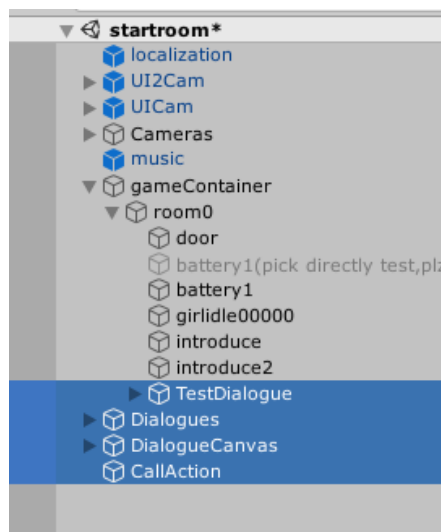 startroom*
localization
UI2Cam
UICam
Cameras
music
gameContainer
room0
door
battery1(pick directly test,plz
battery1
girlidle00000
introduce
introduce2
TestDialogue
Dialogues
DialogueCanvas
CallAction